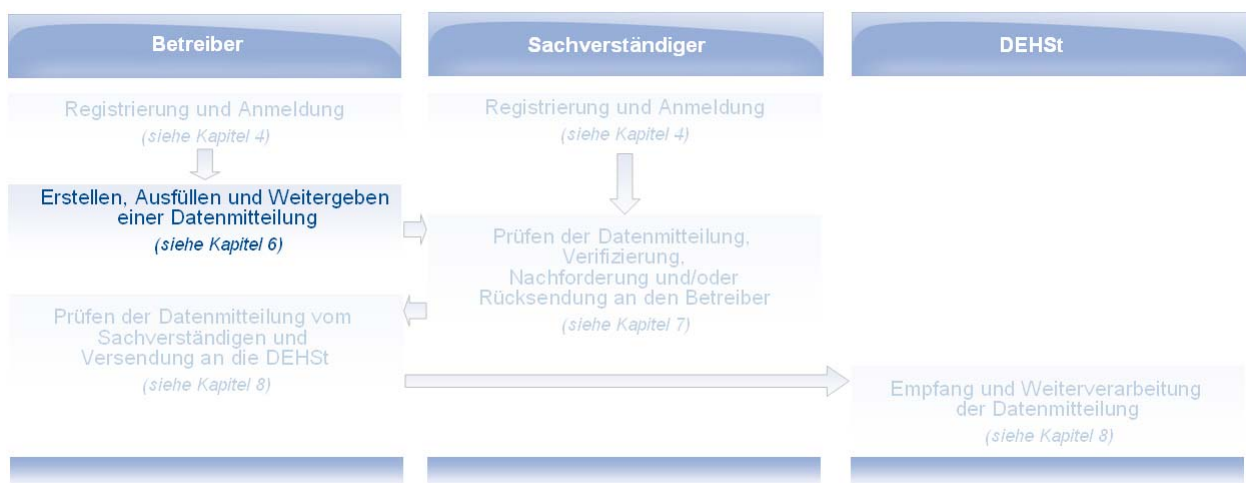 Betreiber
Sachverständiger
DEHSt
Registrierung und Anmeldung
(siehe Kapitel 4)
Registrierung und Anmeldung
(siehe Kapitel 4)
Erstellen, Ausfüllen und Weitergeben
einer Datenmitteilung
(siehe Kapitel 6)
Prüfen der Datenmitteilung,
Verifizierung,
Nachforderung und/oder
Rücksendung an den Betreiber
(siehe Kapitel 7)
Prüfen der Datenmitteilung vom
Sachverständigen und
Versendung an die DEHSt
(siehe Kapitel 8)
Empfang und Weiterverarbeitung
der Datenmitteilung
(siehe Kapitel 8)